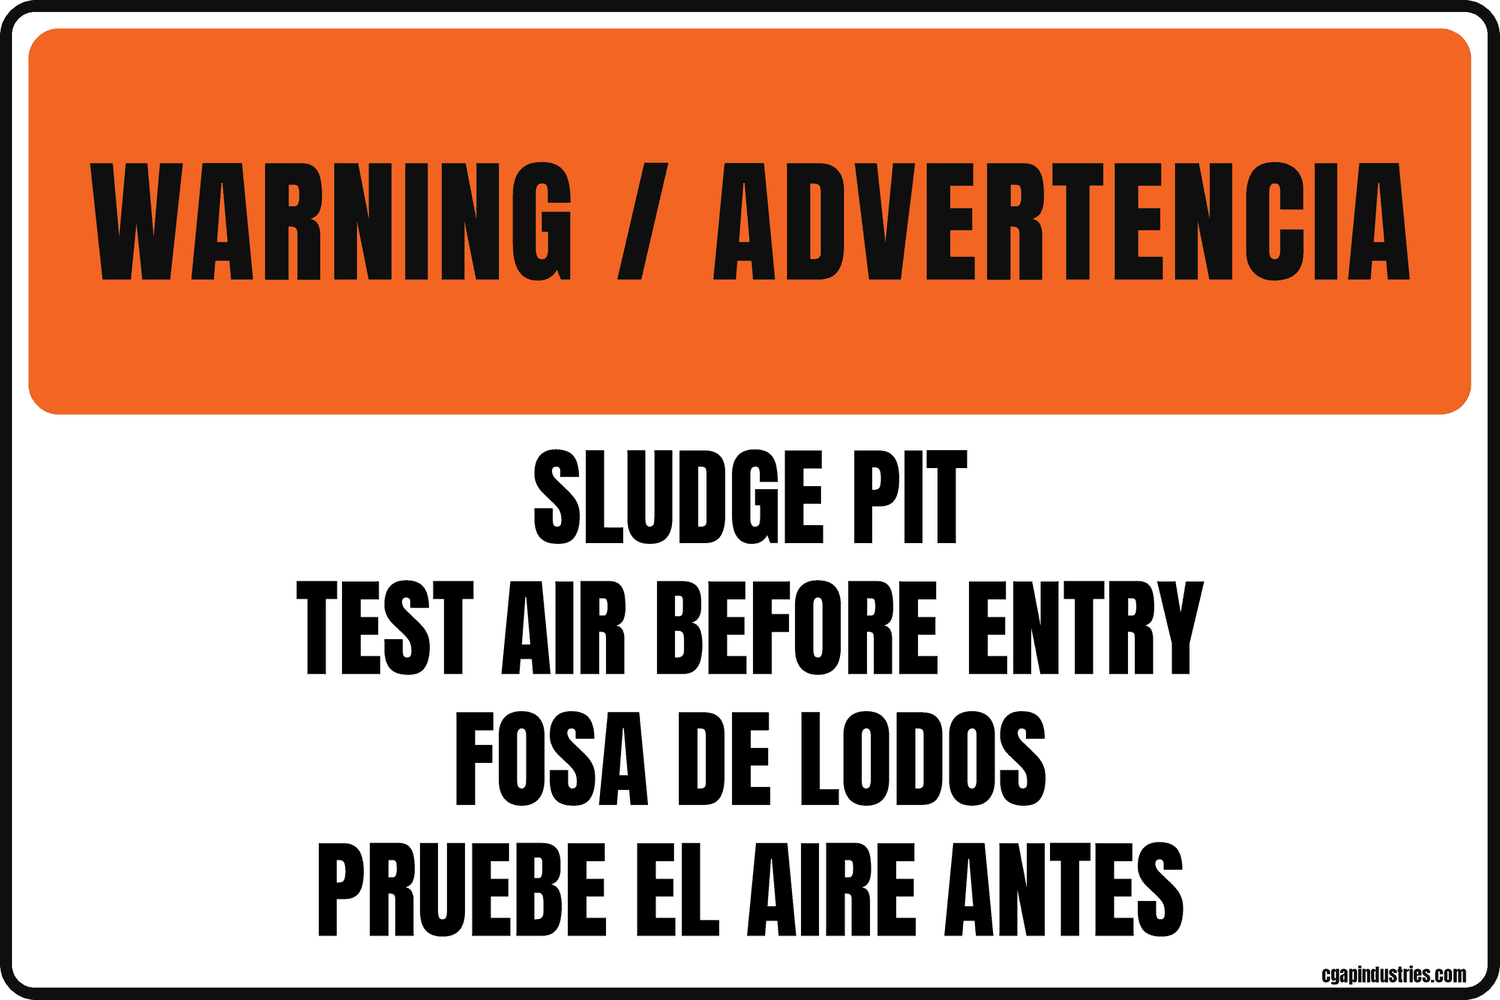 WARNING / ADVERTENCIA
SLUDGE PIT
TEST AIR BEFORE ENTRY
FOSA DE LODOS
PRUEBE EL AIRE ANTES
cgapindustries.com